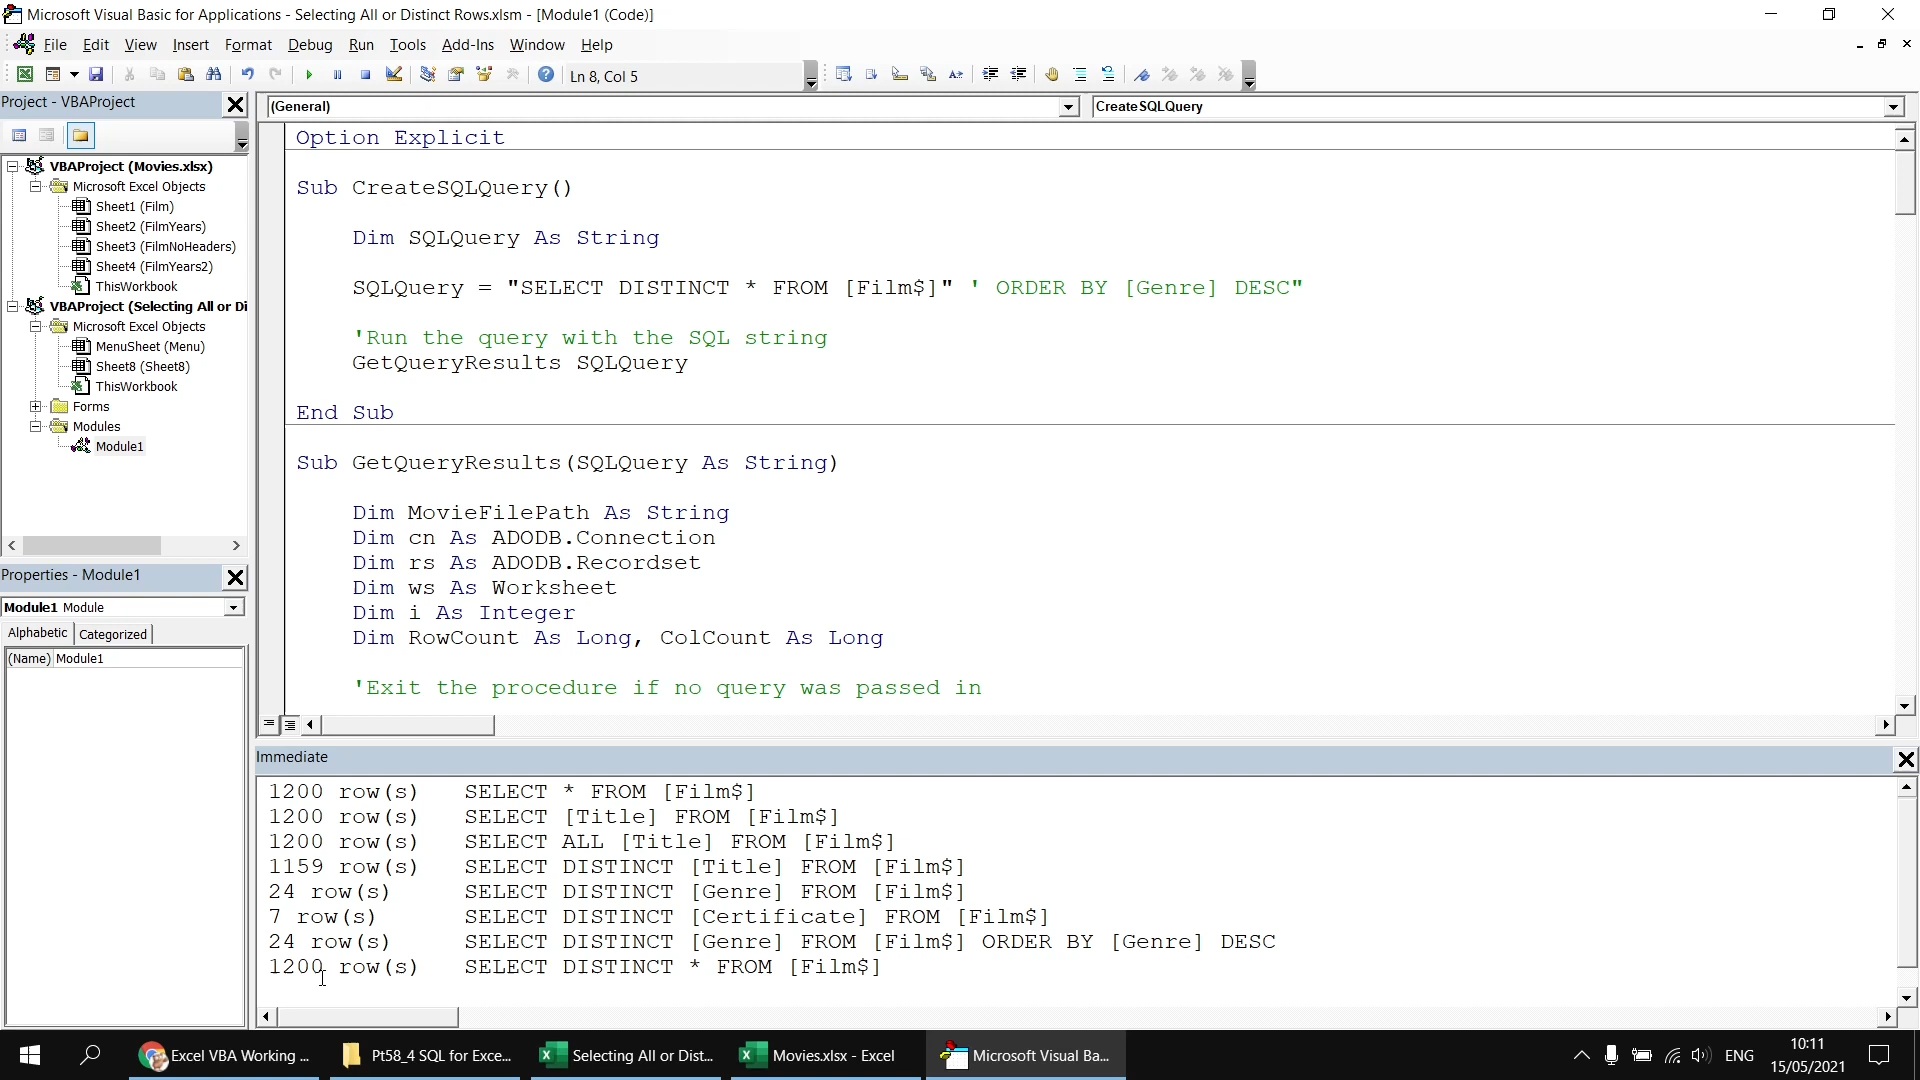 Microsoft Visual Basic for Applications - Selecting All or Distinct Rows.xlsm - [Module1 (Code)]
File Edit View Insert Format Debug Run Tools Add-Ins Window Help
Ln 8, Col 5
Project - VBAProject
(General)
CreateSQLQuery
VBAProject (Movies.xlsx)
Microsoft Excel Objects
Sheet1 (Film)
Sheet2 (FilmYears)
Sheet3 (FilmNoHeaders)
Sheet4 (FilmYears2)
ThisWorkbook
VBAProject (Selecting All or Di
Microsoft Excel Objects
MenuSheet (Menu)
Sheet8 (Sheet8)
ThisWorkbook
Forms
Modules
Module1
Properties - Module1
Module1 Module
Alphabetic Categorized
(Name) Module1
Option Explicit
Sub CreateSQLQuery()
Dim SQLQuery As String
SQLQuery = "SELECT DISTINCT * FROM [Film$]" ' ORDER BY [Genre] DESC"
'Run the query with the SQL string
GetQueryResults SQLQuery
End Sub
Sub GetQueryResults(SQLQuery As String)
Dim MovieFilePath As String
Dim cn As ADODB.Connection
Dim rs As ADODB.Recordset
Dim ws As Worksheet
Dim i As Integer
Dim RowCount As Long, ColCount As Long
'Exit the procedure if no query was passed in
Immediate
1200 row(s) SELECT * FROM [Film$]
1200 row(s) SELECT [Title] FROM [Film$]
1200 row(s) SELECT ALL [Title] FROM [Film$]
1159 row(s) SELECT DISTINCT [Title] FROM [Film$]
24 row(s) SELECT DISTINCT [Genre] FROM [Film$]
7 row(s) SELECT DISTINCT [Certificate] FROM [Film$]
24 row(s) SELECT DISTINCT [Genre] FROM [Film$] ORDER BY [Genre] DESC
1200 row(s) SELECT DISTINCT * FROM [Film$]
Excel VBA Working ...
Pt58_4 SQL for Exce...
Selecting All or Dist...
Movies.xlsx - Excel
Microsoft Visual Ba...
ENG
10:11
15/05/2021